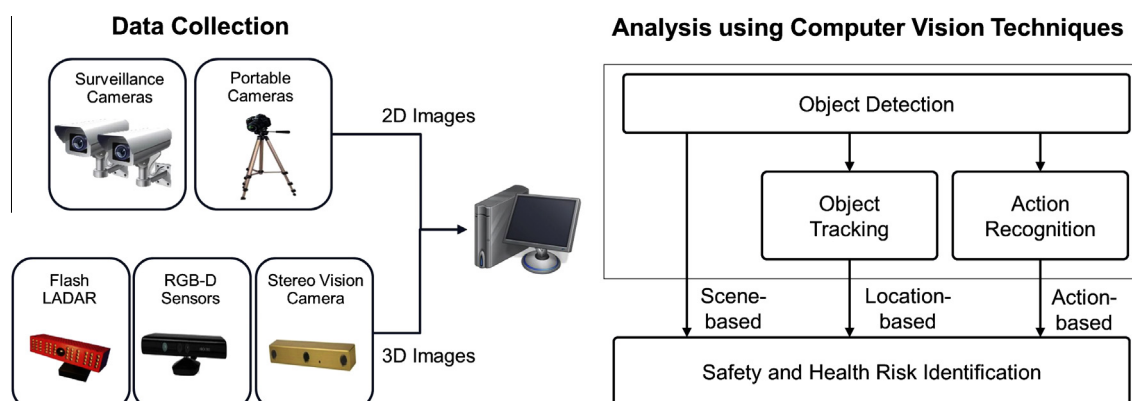 Data Collection
Surveillance
Cameras
Portable
Cameras
2D Images
Flash
LADAR
RGB-D
Sensors
Stereo Vision
Camera
3D Images
Analysis using Computer Vision Techniques
Object Detection
Object
Tracking
Action
Recognition
Scene-
based
Location-
based
Action-
based
Safety and Health Risk Identification